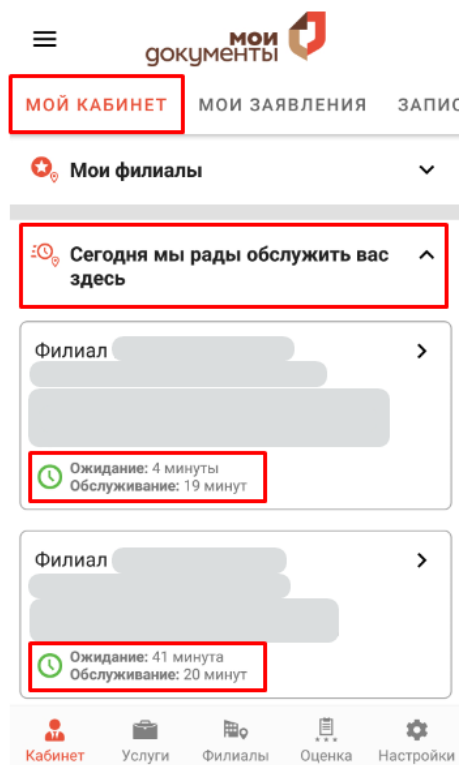 мои
документы
МОЙ КАБИНЕТ МОИ ЗАЯВЛЕНИЯ ЗАПИС
Мои филиалы
Сегодня мы рады обслужить вас
здесь
Филиал
Ожидание: 4 минуты
Обслуживание: 19 минут
Филиал
Ожидание: 41 минута
Обслуживание: 20 минут
Кабинет Услуги Филиалы Оценка Настройки